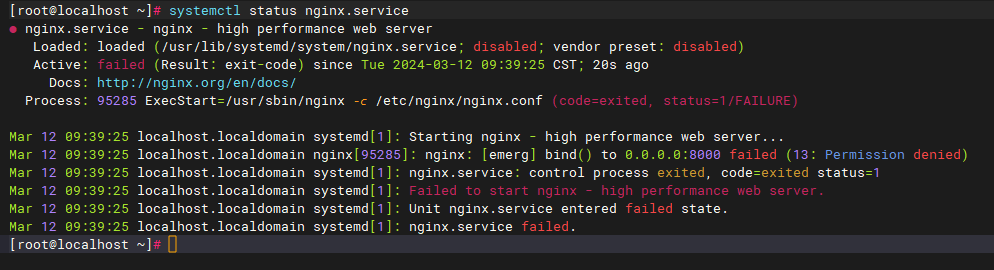 [root@localhost ~]# systemctl status nginx.service
● nginx.service - nginx - high performance web server
   Loaded: loaded (/usr/lib/systemd/system/nginx.service; disabled; vendor preset: disabled)
   Active: failed (Result: exit-code) since Tue 2024-03-12 09:39:25 CST; 20s ago
     Docs: http://nginx.org/en/docs/
  Process: 95285 ExecStart=/usr/sbin/nginx -c /etc/nginx/nginx.conf (code=exited, status=1/FAILURE)

Mar 12 09:39:25 localhost.localdomain systemd[1]: Starting nginx - high performance web server...
Mar 12 09:39:25 localhost.localdomain nginx[95285]: nginx: [emerg] bind() to 0.0.0.0:8000 failed (13: Permission denied)
Mar 12 09:39:25 localhost.localdomain systemd[1]: nginx.service: control process exited, code=exited status=1
Mar 12 09:39:25 localhost.localdomain systemd[1]: Failed to start nginx - high performance web server.
Mar 12 09:39:25 localhost.localdomain systemd[1]: Unit nginx.service entered failed state.
Mar 12 09:39:25 localhost.localdomain systemd[1]: nginx.service failed.
[root@localhost ~]#